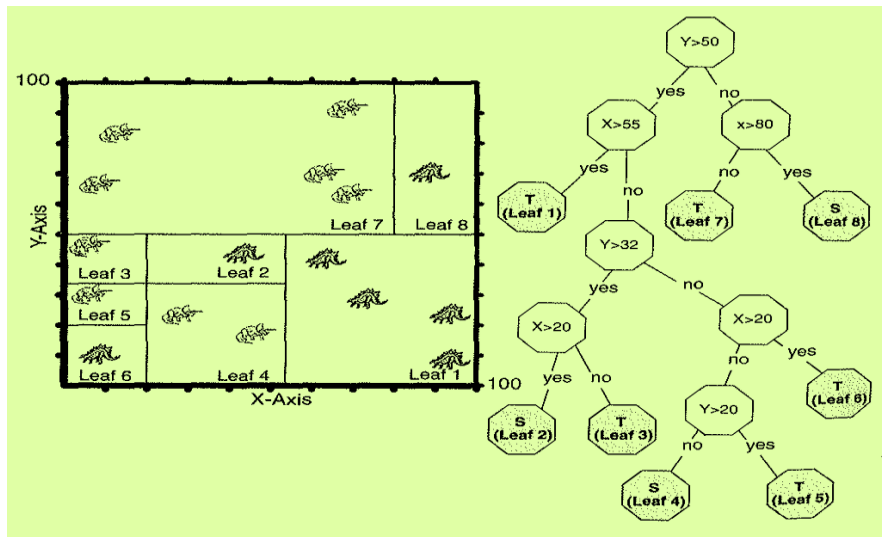 100
Y-Axis
Leaf 7
Leaf 8
Leaf 3
Leaf 2
Leaf 5
Leaf 6
Leaf 4
Leaf 1
X-Axis
100
Y>50
yes
no
X>55
x>80
yes
no
no
yes
T
(Leaf 1)
T
(Leaf 7)
S
(Leaf 8)
Y>32
yes
no
X>20
X>20
yes
no
no
yes
S
(Leaf 2)
T
(Leaf 3)
Y>20
T
(Leaf 6)
no
yes
S
(Leaf 4)
T
(Leaf 5)